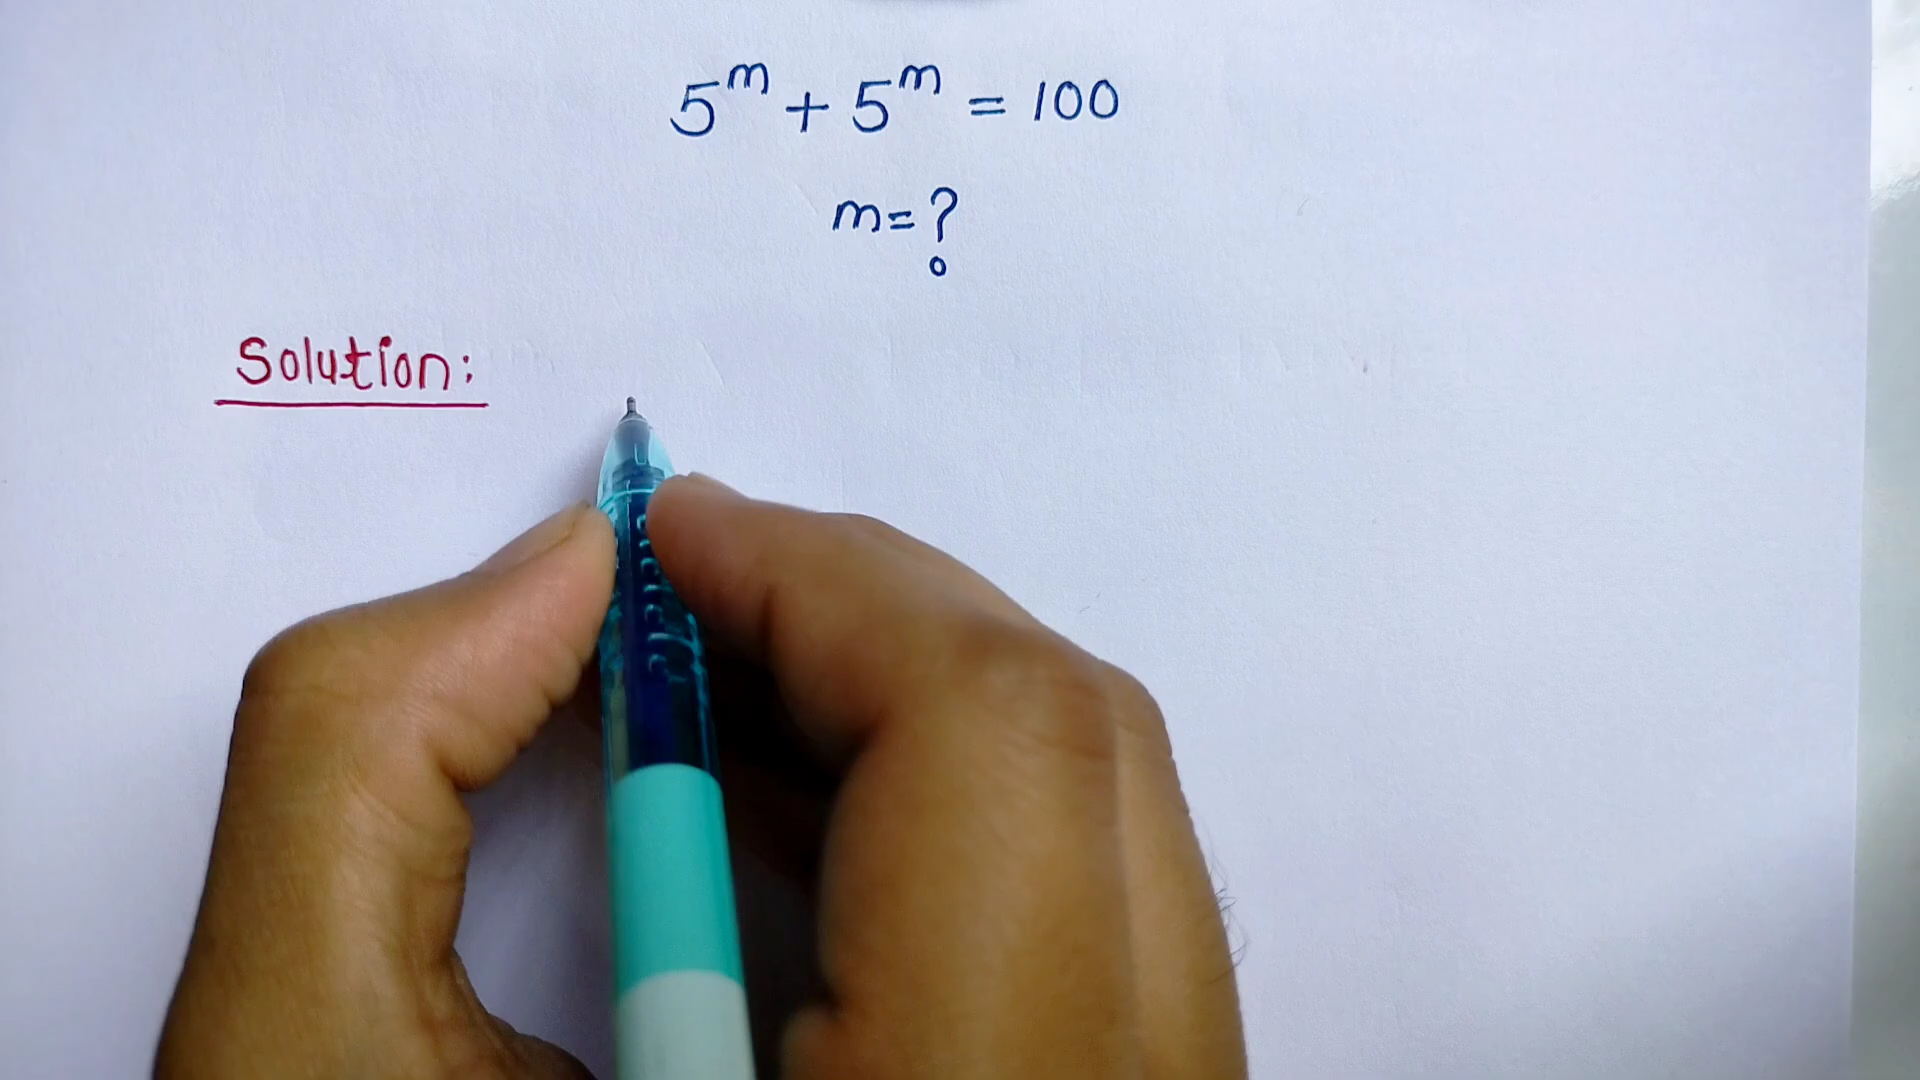 5^m + 5^m = 100
m = ?
Solution: